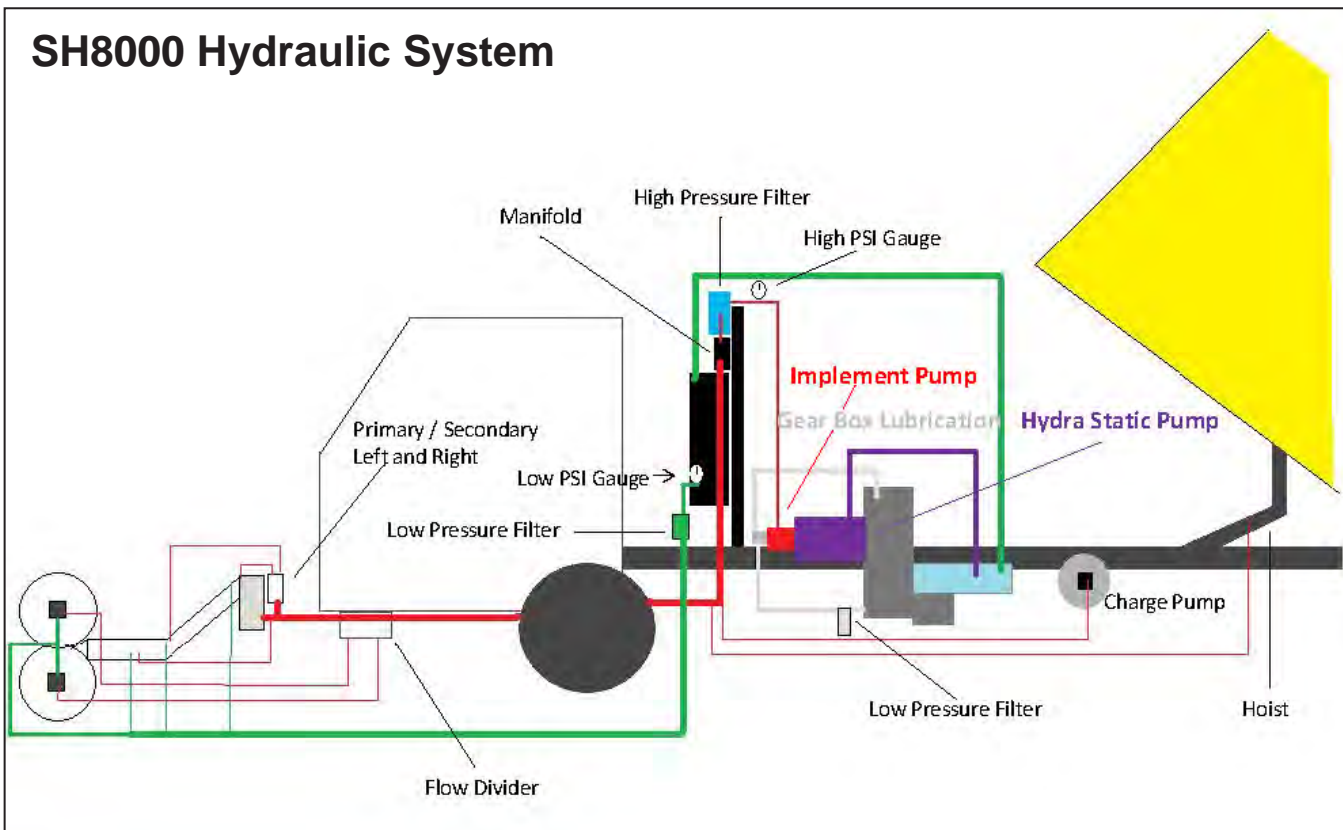 SH8000 Hydraulic System
High Pressure Filter
Manifold
High PSI Gauge
Implement Pump
Gear Box Lubrication
Hydra Static Pump
Primary / Secondary
Left and Right
Low PSI Gauge
Low Pressure Filter
Charge Pump
Low Pressure Filter
Hoist
Flow Divider